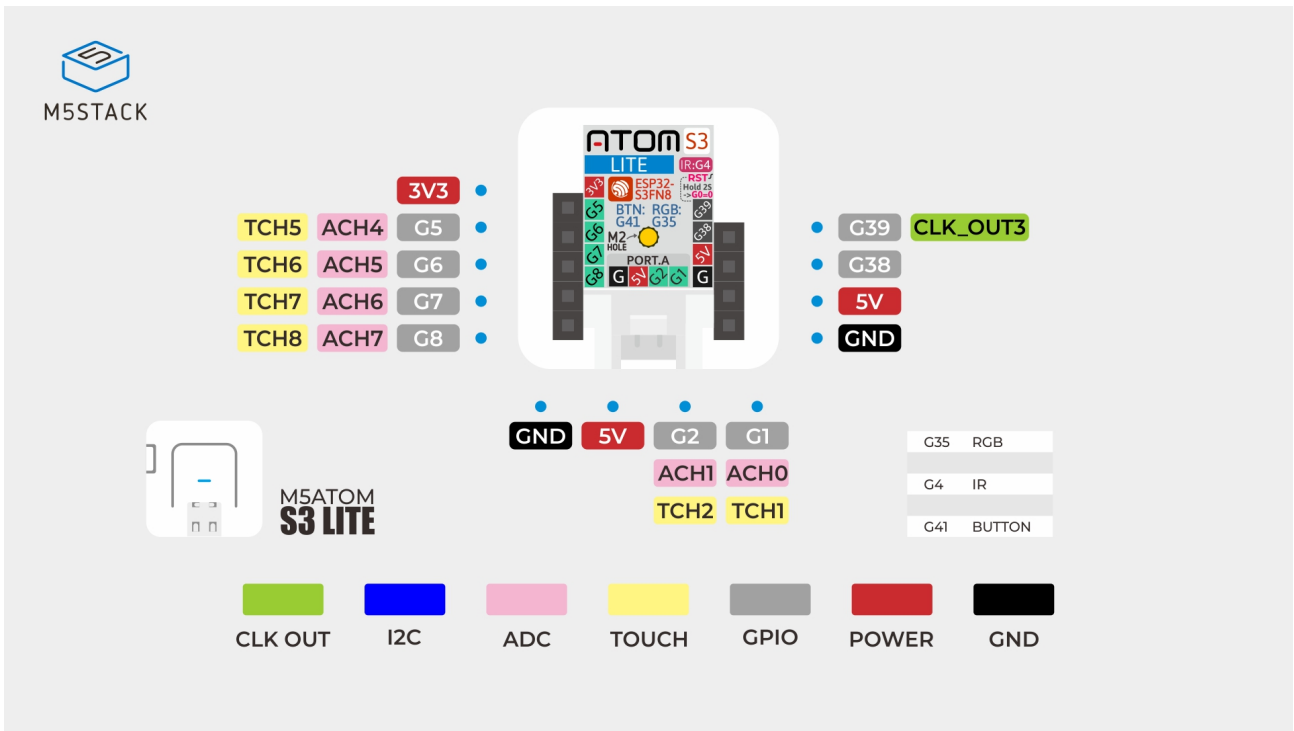 M5STACK
ATOM S3
LITE IR:G4
3V3 ESP32-S3FN8 RST Hold 2S ->G0=0
G5 BTN: RGB: G39
G41 G35
G6 M2 HOLE G38
G7 PORT.A 5V
G8 G 5V G2 G1 G
3V3
TCH5 ACH4 G5
TCH6 ACH5 G6
TCH7 ACH6 G7
TCH8 ACH7 G8
G39 CLK_OUT3
G38
5V
GND
GND 5V G2 G1
ACH1 ACH0
TCH2 TCH1
M5ATOM
S3 LITE
G35 RGB
G4 IR
G41 BUTTON
CLK OUT I2C ADC TOUCH GPIO POWER GND